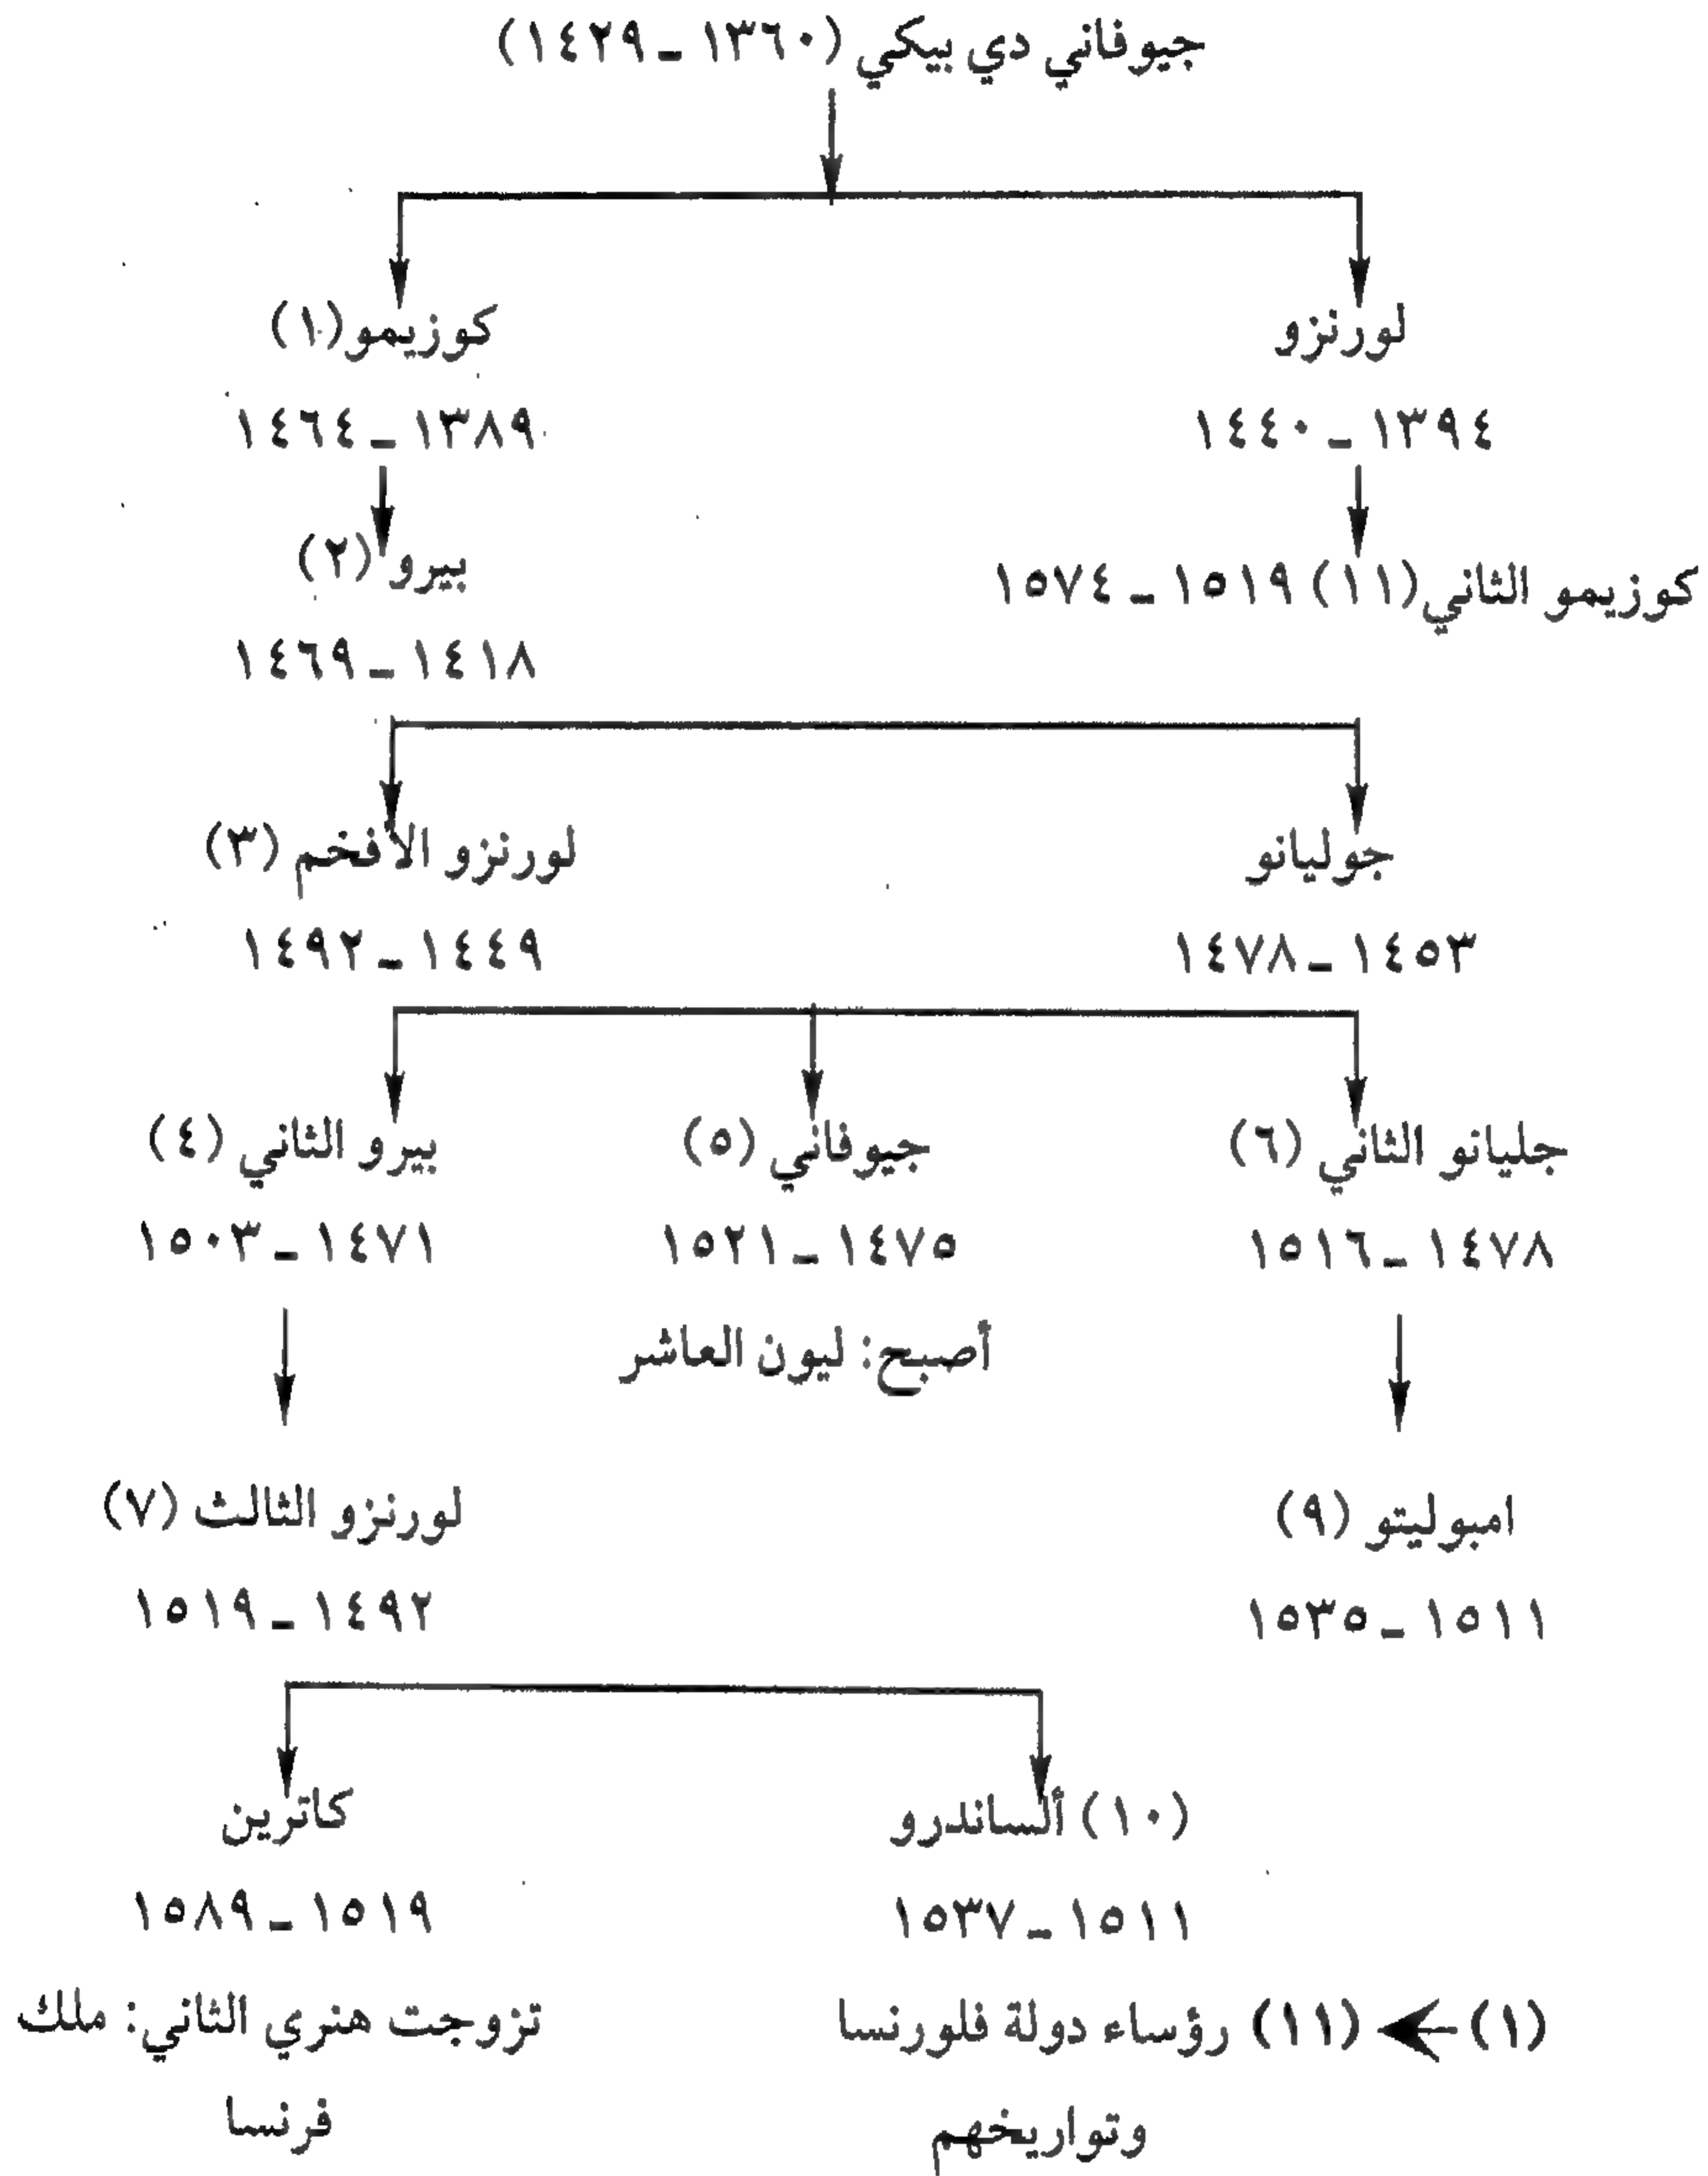 جيوفاني دي بيكي (١٣٦٠ ـ ١٤٢٩)
لورنزو
١٣٩٤ ـ ١٤٤٠
كوزيمو (١)
١٣٨٩ ـ ١٤٦٤
كوزيمو الثاني (١١) ١٥١٩ ـ ١٥٧٤
بيرو (٢)
١٤١٨ ـ ١٤٦٩
جوليانو
١٤٥٣ ـ ١٤٧٨
لورنزو الأفخم (٣)
١٤٤٩ ـ ١٤٩٢
جليانو الثاني (٦)
١٤٧٨ ـ ١٥١٦
جيوفاني (٥)
١٤٧٥ ـ ١٥٢١
أصبح: ليون العاشر
بيرو الثاني (٤)
١٤٧١ ـ ١٥٠٣
امبوليتو (٩)
١٥١١ ـ ١٥٣٥
لورنزو الثالث (٧)
١٤٩٢ ـ ١٥١٩
(١٠) ألساندرو
١٥١١ ـ ١٥٣٧
كاترين
١٥١٩ ـ ١٥٨٩
تزوجت هنري الثاني: ملك
فرنسا
(١) ← (١١) رؤساء دولة فلورنسا
وتواريخهم